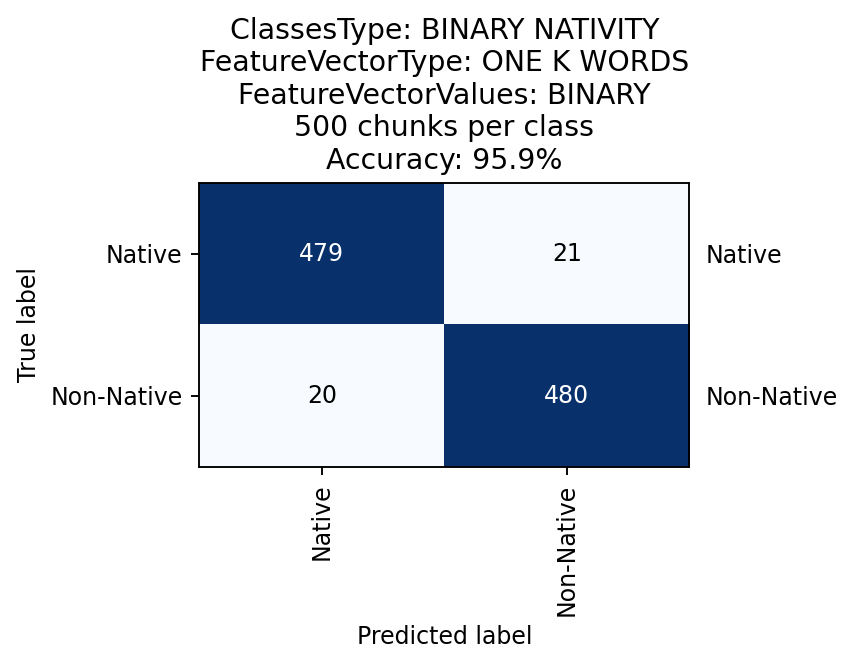 ClassesType: BINARY NATIVITY
FeatureVectorType: ONE K WORDS
FeatureVectorValues: BINARY
500 chunks per class
Accuracy: 95.9%
True label
Native 479 21 Native
Non-Native 20 480 Non-Native
Native Non-Native
Predicted label